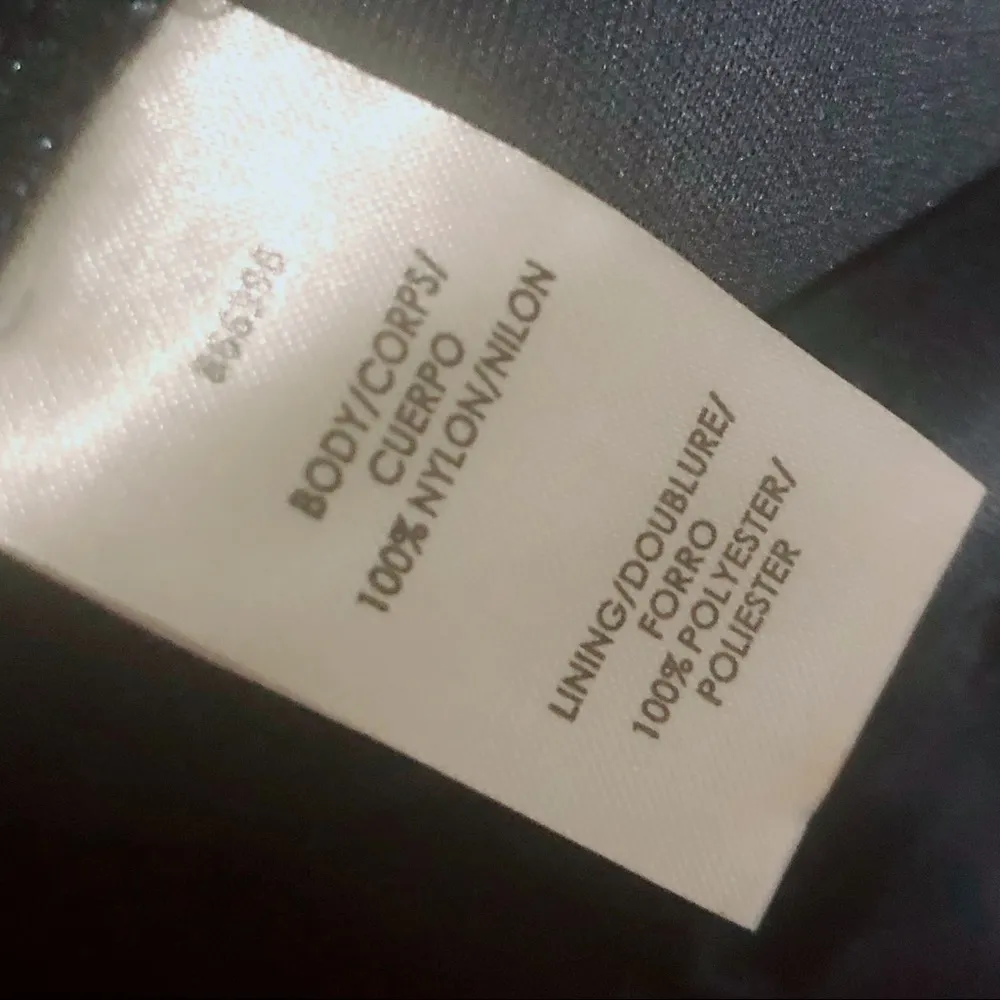 BODY/CORPS/
CUERPO
100% NYLON/NILON
LINING/DOUBLURE/
FORRO
100% POLYESTER/
POLIESTER